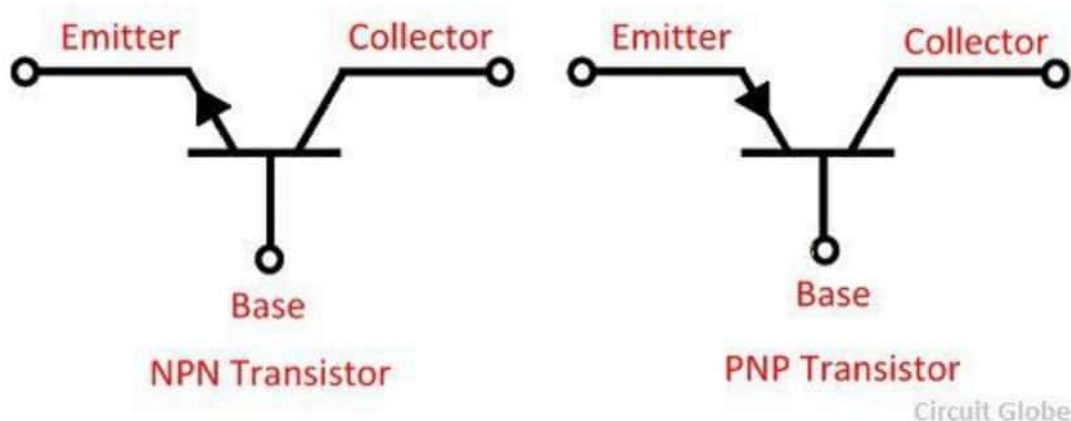 Emitter Collector Emitter Collector
Base Base
NPN Transistor PNP Transistor
Circuit Globe